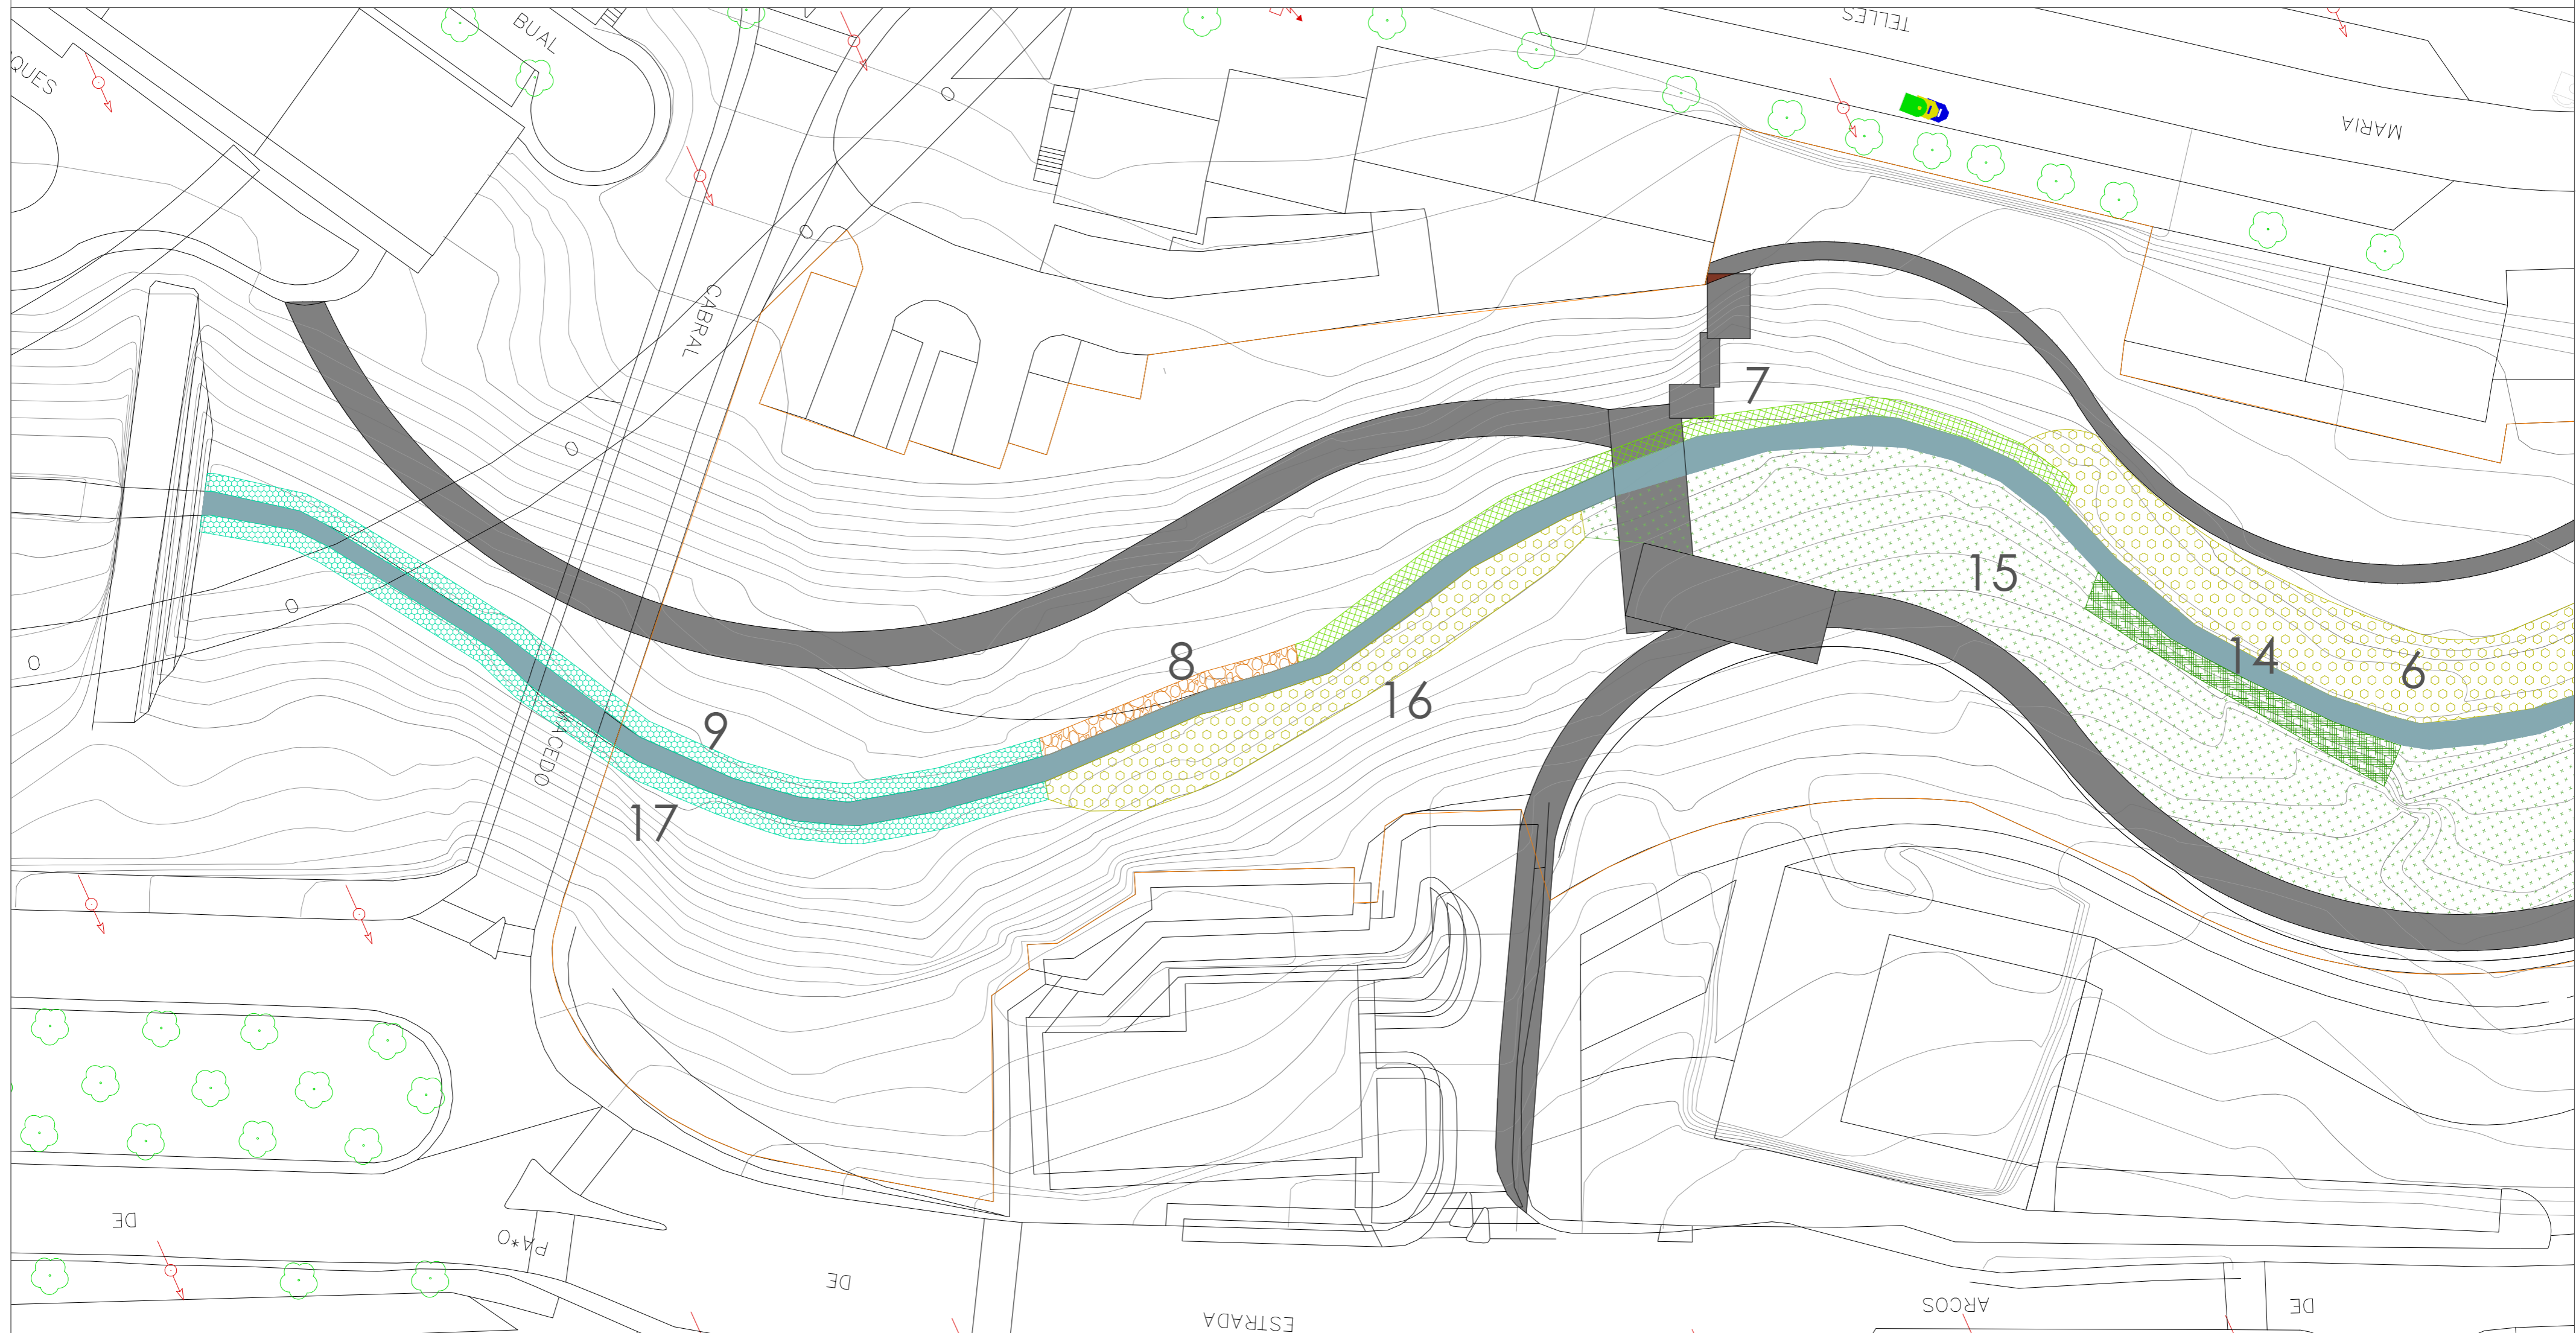 TELLES
BUAL
QUES
MARIA
CABRAL
7
15
14
6
8
16
9
MACEDO
17
DE
PA*O
DE
ESTRADA
ARCOS
DE